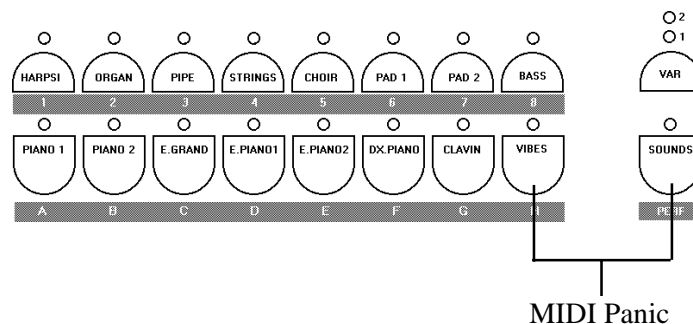 2
1
HARPSI ORGAN PIPE STRINGS CHOIR PAD 1 PAD 2 BASS VAR
1 2 3 4 5 6 7 8
PIANO 1 PIANO 2 E.GRAND E.PIANO1 E.PIANO2 DX.PIANO CLAVIN VIBES SOUNDS
A B C D E F G H PERF
MIDI Panic